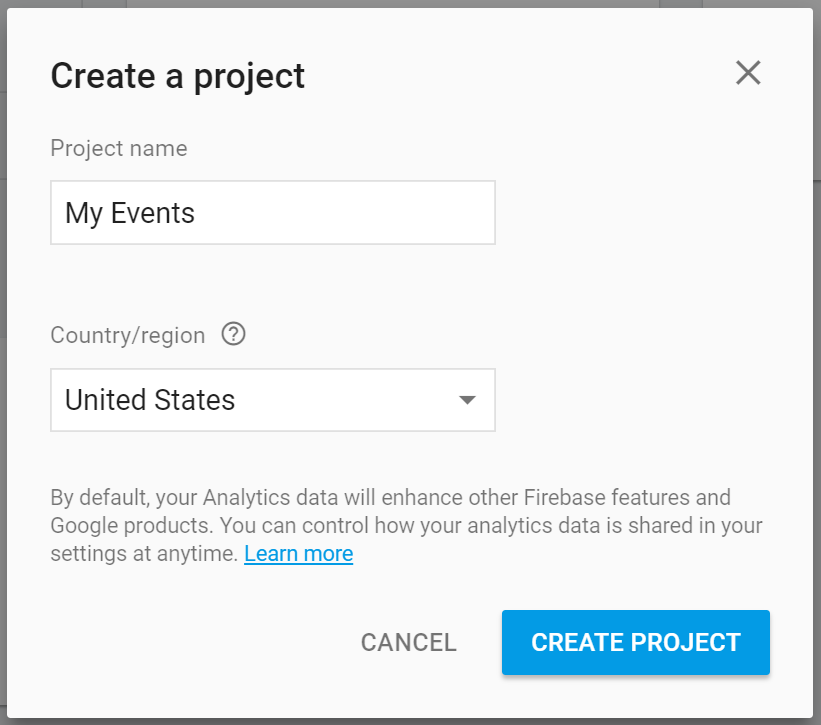 Create a project
Project name
My Events
Country/region
United States
By default, your Analytics data will enhance other Firebase features and
Google products. You can control how your analytics data is shared in your
settings at anytime. Learn more
CANCEL
CREATE PROJECT